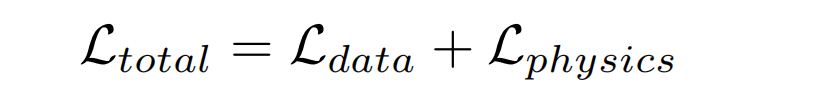 ℒ_total = ℒ_data + ℒ_physics